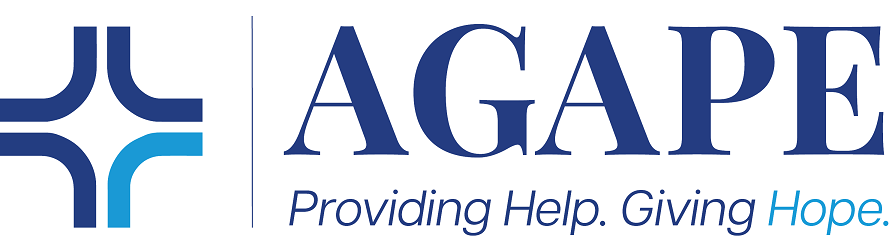 AGAPE
Providing Help. Giving Hope.